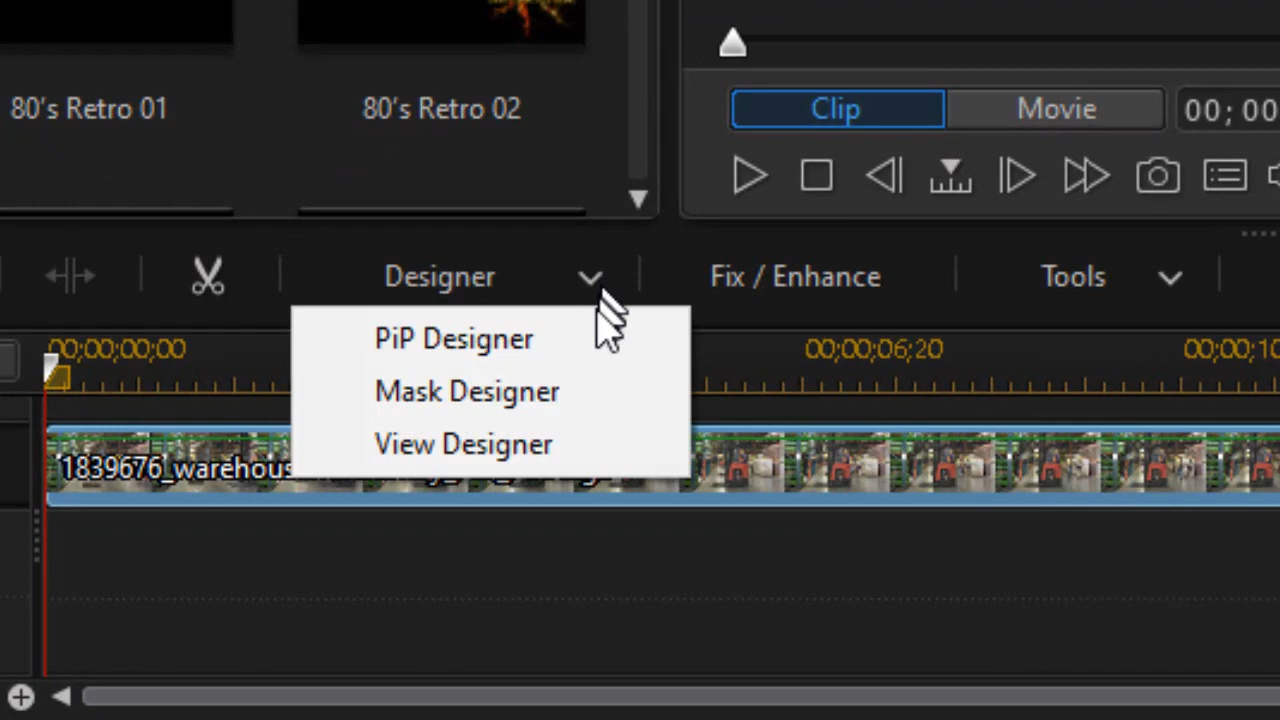 80's Retro 01
80's Retro 02
Clip
Movie
00; 00
Designer
Fix / Enhance
Tools
PiP Designer
Mask Designer
View Designer
00;00;00;00
00;00;06;20
00;00;10
1839676_warehous